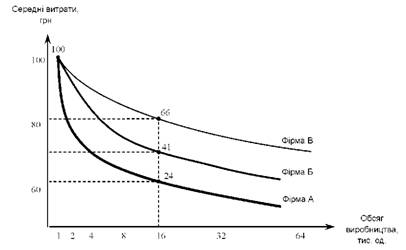 Середні витрати,
грн
100
100
80
66
Фірма В
41
Фірма Б
24
60
Фірма А
1 2 4 8 16 32 64
Обсяг
виробництва,
тис. од.